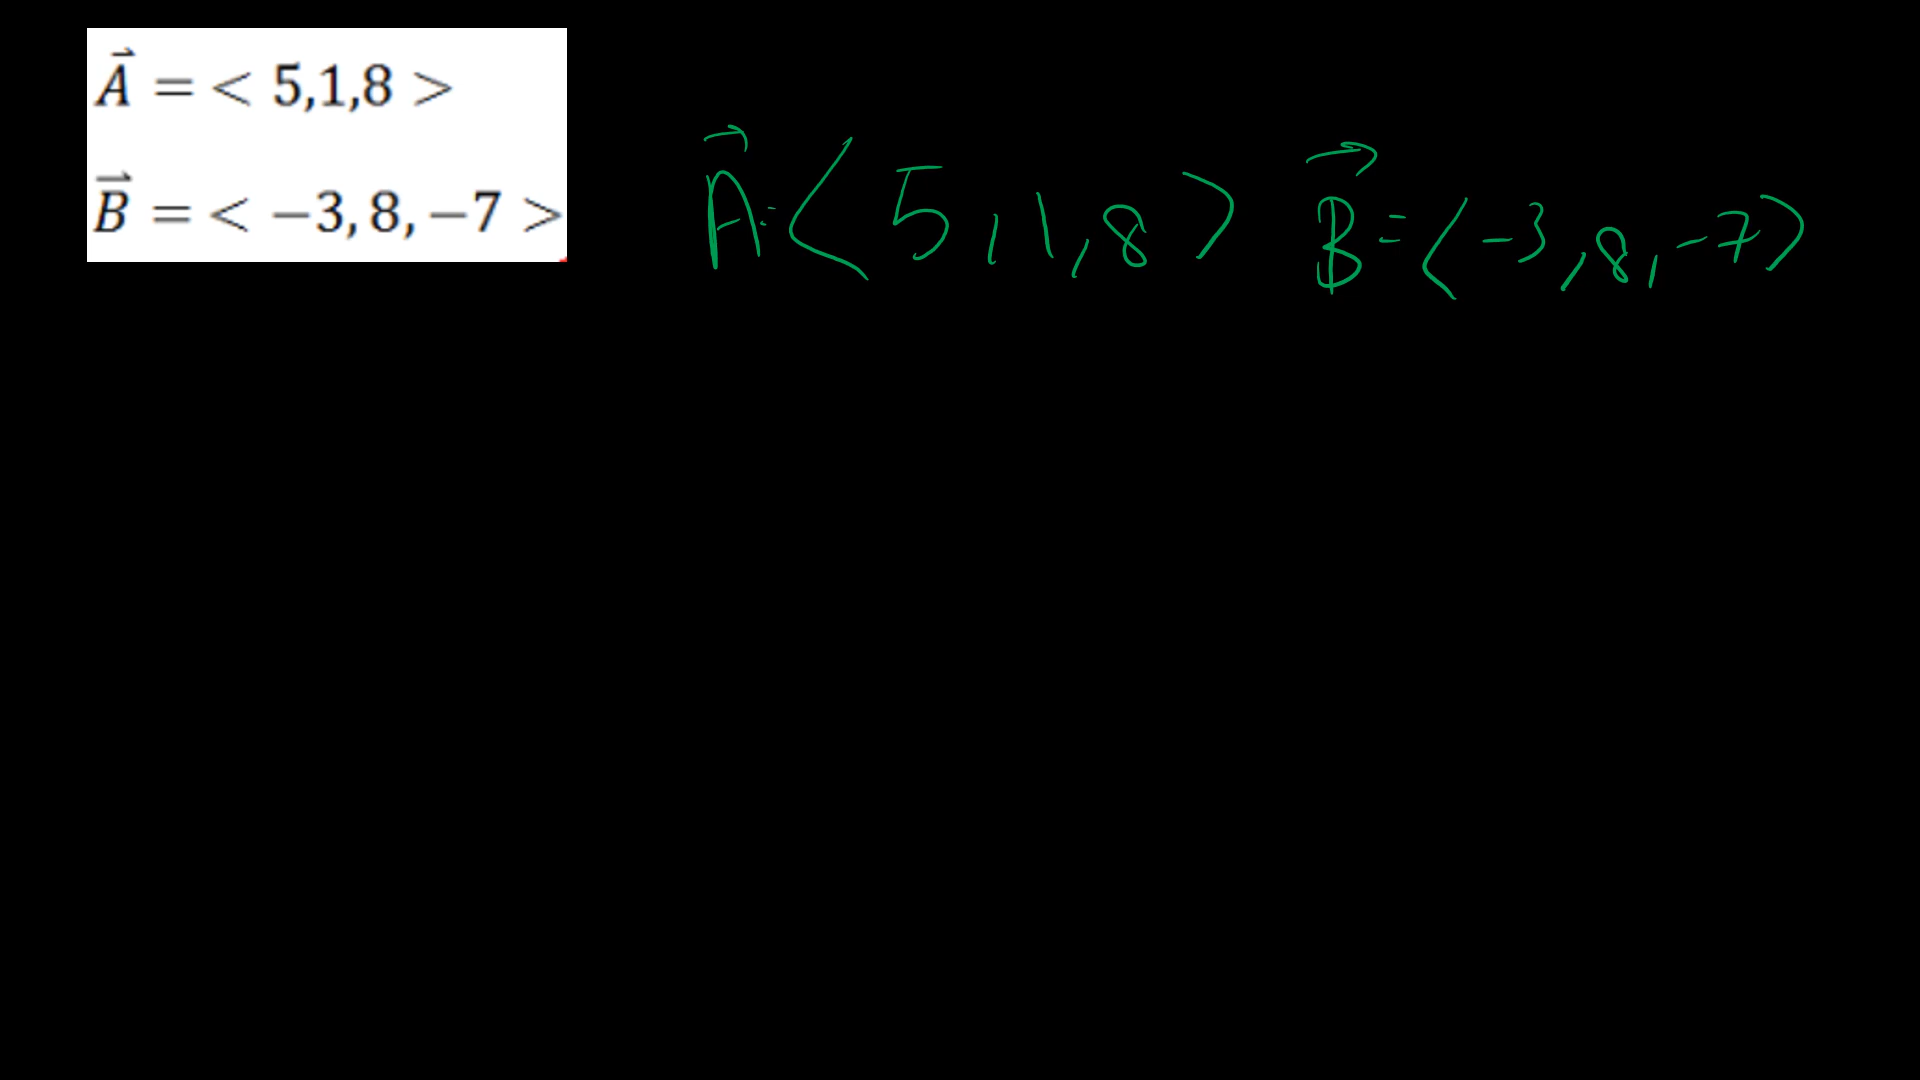 A⃗ = < 5,1,8 >
B⃗ = < −3, 8, −7 >
A⃗ = ⟨ 5, 1, 8 ⟩ B⃗ = ⟨ -3, 8, -7 ⟩